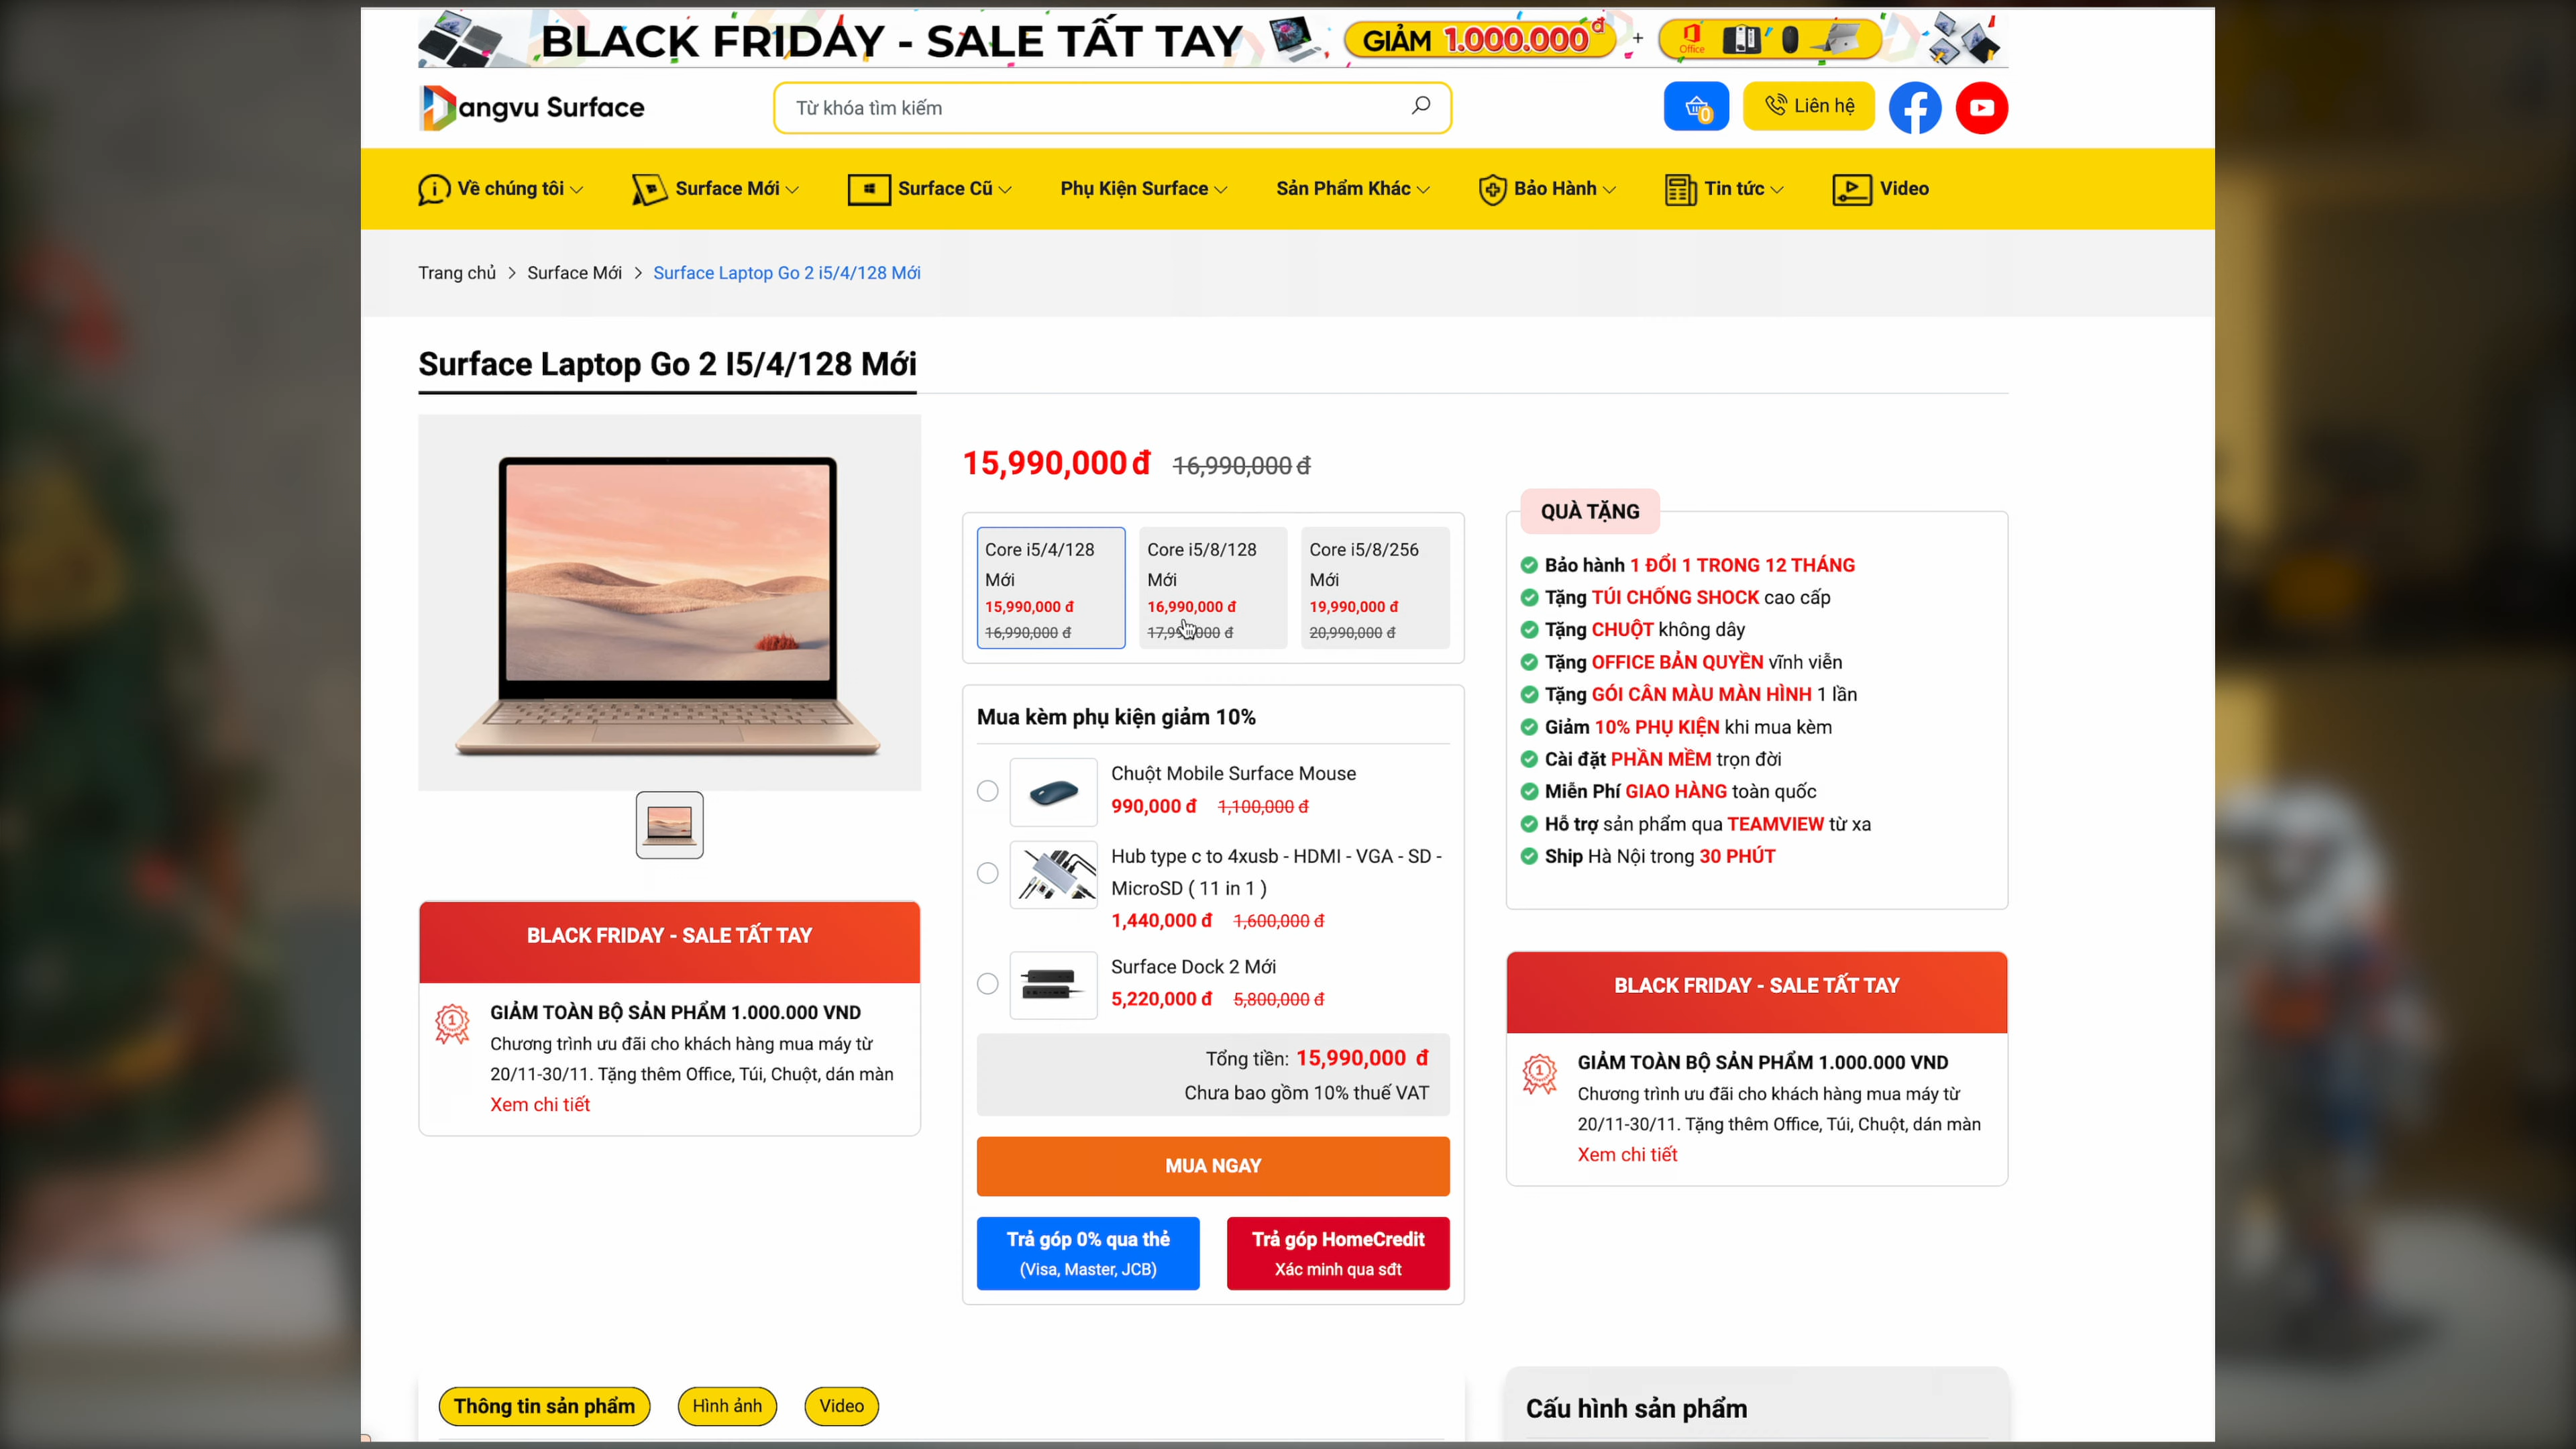 BLACK FRIDAY - SALE TẤT TAY
GIẢM 1.000.000đ
+
Office
Dangvu Surface
Từ khóa tìm kiếm
0
Liên hệ
Về chúng tôi
Surface Mới
Surface Cũ
Phụ Kiện Surface
Sản Phẩm Khác
Bảo Hành
Tin tức
Video
Trang chủ > Surface Mới > Surface Laptop Go 2 i5/4/128 Mới
Surface Laptop Go 2 I5/4/128 Mới
15,990,000 đ 16,990,000 đ
Core i5/4/128
Mới
15,990,000 đ
16,990,000 đ
Core i5/8/128
Mới
16,990,000 đ
Core i5/8/256
Mới
19,990,000 đ
20,990,000 đ
Mua kèm phụ kiện giảm 10%
Chuột Mobile Surface Mouse
990,000 đ 1,100,000 đ
Hub type c to 4xusb - HDMI - VGA - SD -
MicroSD ( 11 in 1 )
1,440,000 đ 1,600,000 đ
Surface Dock 2 Mới
5,220,000 đ 5,800,000 đ
Tổng tiền: 15,990,000 đ
Chưa bao gồm 10% thuế VAT
MUA NGAY
Trả góp 0% qua thẻ
(Visa, Master, JCB)
Trả góp HomeCredit
Xác minh qua sđt
QUÀ TẶNG
Bảo hành 1 ĐỔI 1 TRONG 12 THÁNG
Tặng TÚI CHỐNG SHOCK cao cấp
Tặng CHUỘT không dây
Tặng OFFICE BẢN QUYỀN vĩnh viễn
Tặng GÓI CÂN MÀU MÀN HÌNH 1 lần
Giảm 10% PHỤ KIỆN khi mua kèm
Cài đặt PHẦN MỀM trọn đời
Miễn Phí GIAO HÀNG toàn quốc
Hỗ trợ sản phẩm qua TEAMVIEW từ xa
Ship Hà Nội trong 30 PHÚT
BLACK FRIDAY - SALE TẤT TAY
1
GIẢM TOÀN BỘ SẢN PHẨM 1.000.000 VND
Chương trình ưu đãi cho khách hàng mua máy từ
20/11-30/11. Tặng thêm Office, Túi, Chuột, dán màn
Xem chi tiết
BLACK FRIDAY - SALE TẤT TAY
1
GIẢM TOÀN BỘ SẢN PHẨM 1.000.000 VND
Chương trình ưu đãi cho khách hàng mua máy từ
20/11-30/11. Tặng thêm Office, Túi, Chuột, dán màn
Xem chi tiết
Thông tin sản phẩm
Hình ảnh
Video
Cấu hình sản phẩm